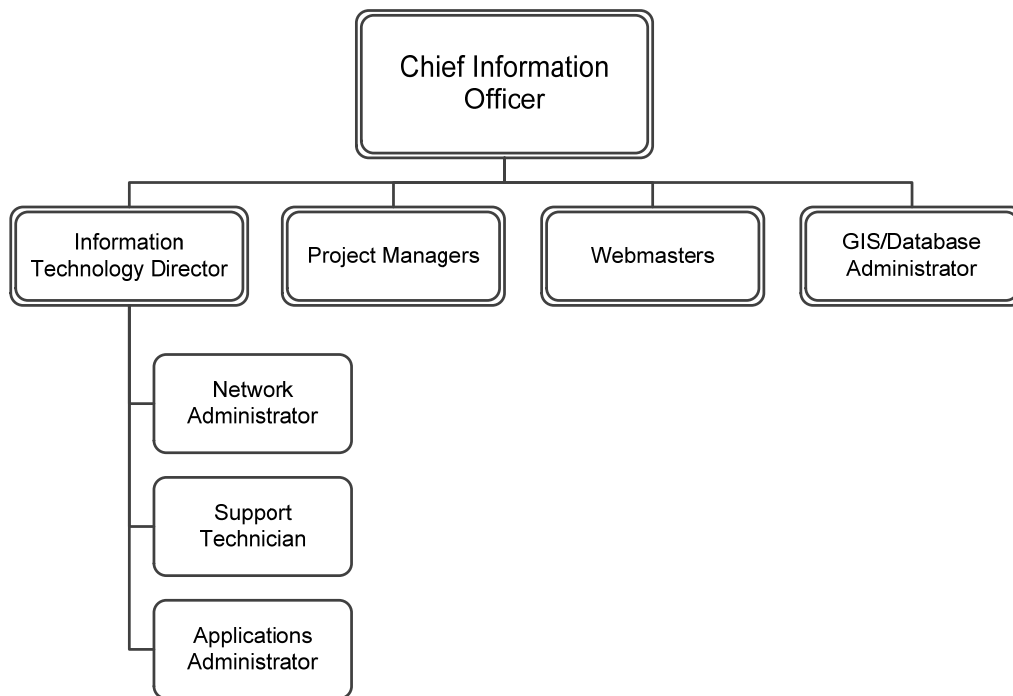 Chief Information
Officer
Information
Technology Director
Project Managers
Webmasters
GIS/Database
Administrator
Network
Administrator
Support
Technician
Applications
Administrator